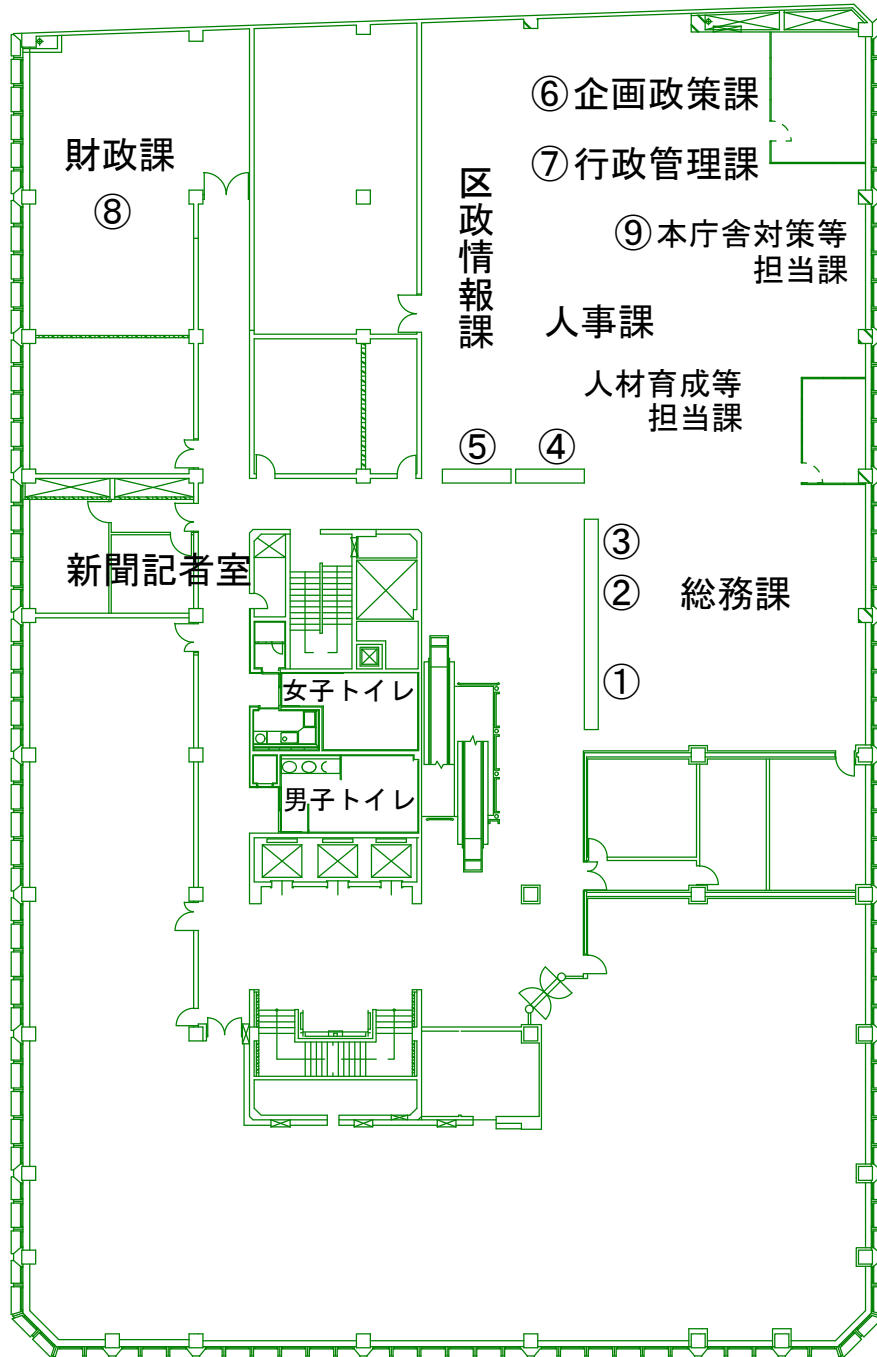 ⑥企画政策課
財政課
⑦行政管理課
区政情報課
⑧
⑨本庁舎対策等
担当課
人事課
人材育成等
担当課
⑤
④
③
新聞記者室
②
総務課
①
女子トイレ
男子トイレ